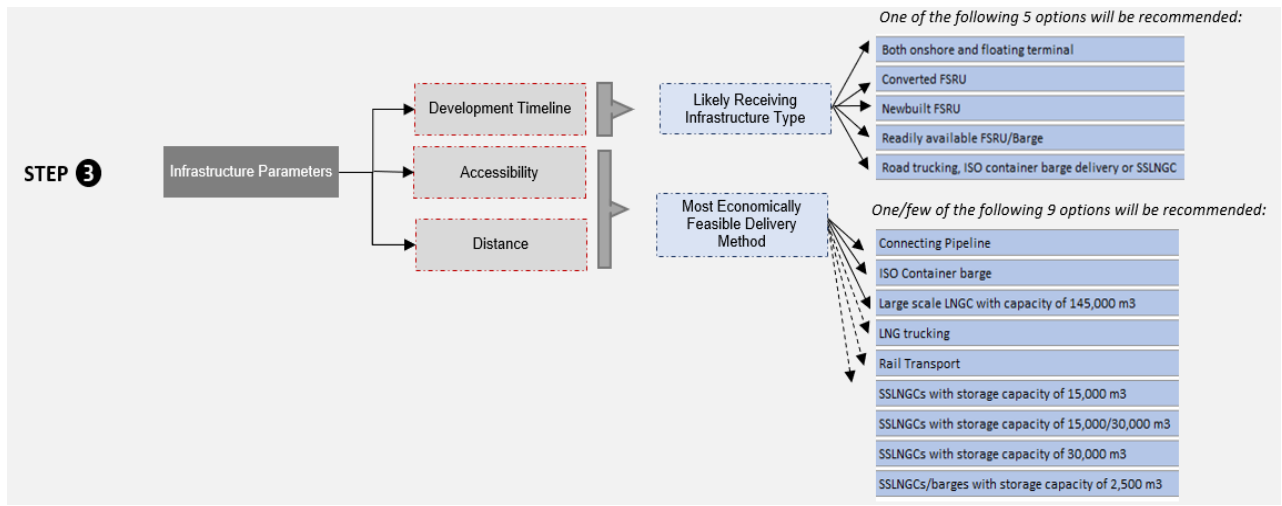 One of the following 5 options will be recommended:
Both onshore and floating terminal
Converted FSRU
Newbuilt FSRU
Readily available FSRU/Barge
Road trucking, ISO container barge delivery or SSLNGC
Development Timeline
Likely Receiving
Infrastructure Type
STEP 3
Infrastructure Parameters
Accessibility
Distance
Most Economically
Feasible Delivery
Method
One/few of the following 9 options will be recommended:
Connecting Pipeline
ISO Container barge
Large scale LNGC with capacity of 145,000 m3
LNG trucking
Rail Transport
SSLNGCs with storage capacity of 15,000 m3
SSLNGCs with storage capacity of 15,000/30,000 m3
SSLNGCs with storage capacity of 30,000 m3
SSLNGCs/barges with storage capacity of 2,500 m3